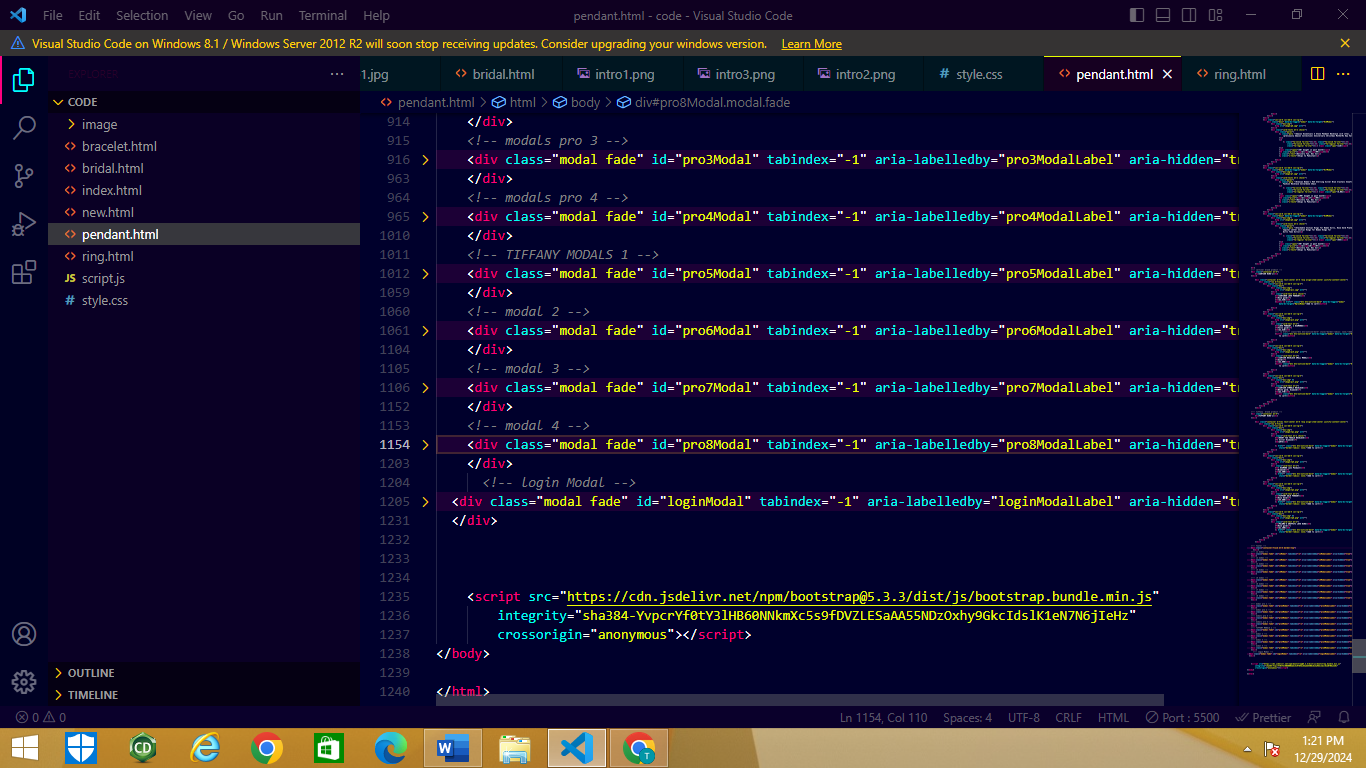 File Edit Selection View Go Run Terminal Help pendant.html - code - Visual Studio Code
Visual Studio Code on Windows 8.1 / Windows Server 2012 R2 will soon stop receiving updates. Consider upgrading your windows version. Learn More
EXPLORER
1.jpg bridal.html intro1.png intro3.png intro2.png # style.css pendant.html ring.html
CODE
image
bracelet.html
bridal.html
index.html
new.html
pendant.html
ring.html
JS script.js
# style.css
OUTLINE
TIMELINE
pendant.html > html > body > div#pro8Modal.modal.fade
914 </div>
915 <!-- modals pro 3 -->
916 <div class="modal fade" id="pro3Modal" tabindex="-1" aria-labelledby="pro3ModalLabel" aria-hidden="tr
963 </div>
964 <!-- modals pro 4 -->
965 <div class="modal fade" id="pro4Modal" tabindex="-1" aria-labelledby="pro4ModalLabel" aria-hidden="tr
1010 </div>
1011 <!-- TIFFANY MODALS 1 -->
1012 <div class="modal fade" id="pro5Modal" tabindex="-1" aria-labelledby="pro5ModalLabel" aria-hidden="tr
1059 </div>
1060 <!-- modal 2 -->
1061 <div class="modal fade" id="pro6Modal" tabindex="-1" aria-labelledby="pro6ModalLabel" aria-hidden="tr
1104 </div>
1105 <!-- modal 3 -->
1106 <div class="modal fade" id="pro7Modal" tabindex="-1" aria-labelledby="pro7ModalLabel" aria-hidden="tr
1152 </div>
1153 <!-- modal 4 -->
1154 <div class="modal fade" id="pro8Modal" tabindex="-1" aria-labelledby="pro8ModalLabel" aria-hidden="tr
1203 </div>
1204 <!-- login Modal -->
1205 <div class="modal fade" id="loginModal" tabindex="-1" aria-labelledby="loginModalLabel" aria-hidden="tr
1231 </div>
1232
1233
1234
1235 <script src="https://cdn.jsdelivr.net/npm/bootstrap@5.3.3/dist/js/bootstrap.bundle.min.js"
1236 integrity="sha384-YvpcrYf0tY3lHB60NNkmXc5s9fDVZLESaAA55NDzOxhy9GkcIdslK1eN7N6jIeHz"
1237 crossorigin="anonymous"></script>
1238 </body>
1239
1240 </html>
0 0 Ln 1154, Col 110 Spaces: 4 UTF-8 CRLF HTML Port : 5500 Prettier
1:21 PM
12/29/2024